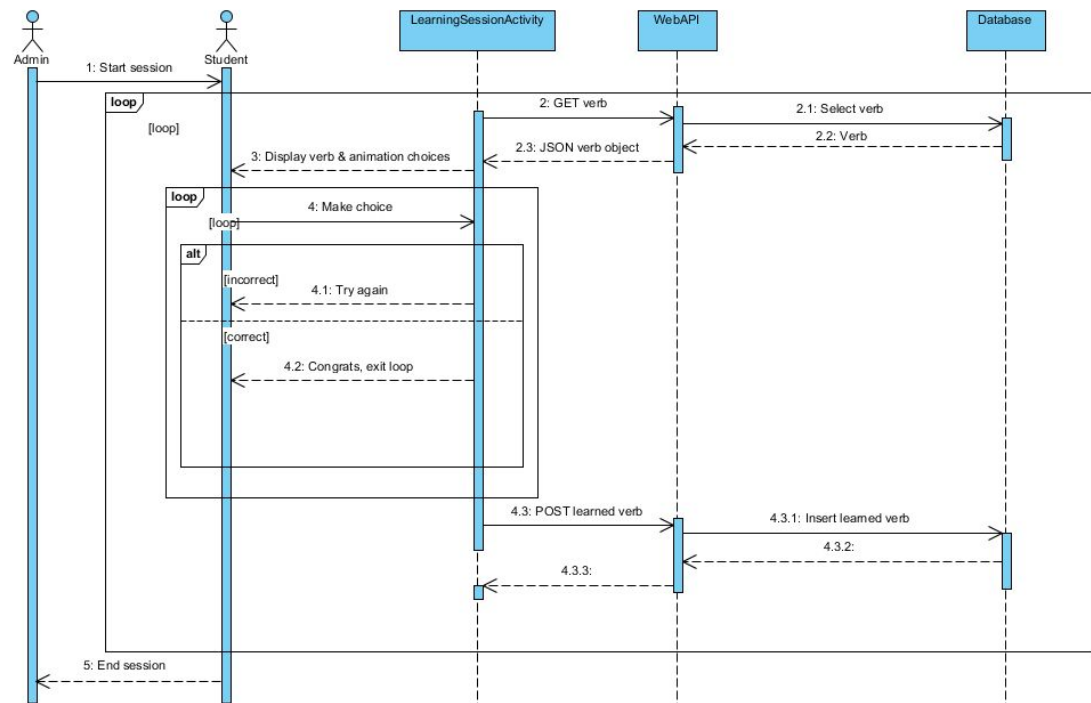 LearningSessionActivity
WebAPI
Database
Admin
Student
1: Start session
loop
[loop]
2: GET verb
2.1: Select verb
2.2: Verb
2.3: JSON verb object
3: Display verb & animation choices
loop
[loop]
4: Make choice
alt
[incorrect]
4.1: Try again
[correct]
4.2: Congrats, exit loop
4.3: POST learned verb
4.3.1: Insert learned verb
4.3.2:
4.3.3:
5: End session